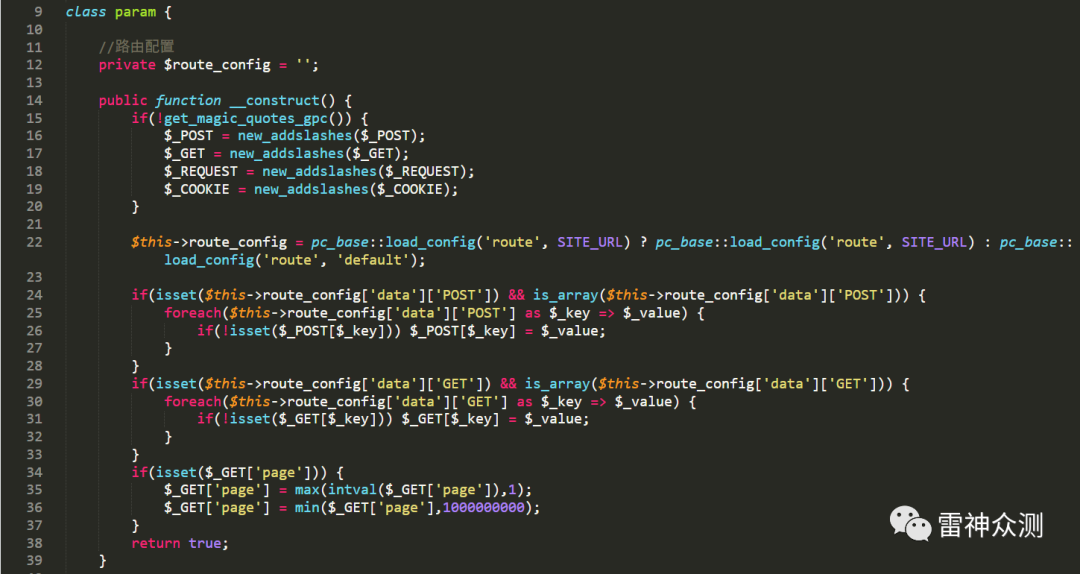 9 class param {
10
11 //路由配置
12 private $route_config = '';
13
14 public function __construct() {
15 if(!get_magic_quotes_gpc()) {
16 $_POST = new_addslashes($_POST);
17 $_GET = new_addslashes($_GET);
18 $_REQUEST = new_addslashes($_REQUEST);
19 $_COOKIE = new_addslashes($_COOKIE);
20 }
21
22 $this->route_config = pc_base::load_config('route', SITE_URL) ? pc_base::load_config('route', SITE_URL) : pc_base::
load_config('route', 'default');
23
24 if(isset($this->route_config['data']['POST']) && is_array($this->route_config['data']['POST'])) {
25 foreach($this->route_config['data']['POST'] as $_key => $_value) {
26 if(!isset($_POST[$_key])) $_POST[$_key] = $_value;
27 }
28 }
29 if(isset($this->route_config['data']['GET']) && is_array($this->route_config['data']['GET'])) {
30 foreach($this->route_config['data']['GET'] as $_key => $_value) {
31 if(!isset($_GET[$_key])) $_GET[$_key] = $_value;
32 }
33 }
34 if(isset($_GET['page'])) {
35 $_GET['page'] = max(intval($_GET['page']),1);
36 $_GET['page'] = min($_GET['page'],1000000000);
37 }
38 return true;
39 }
雷神众测